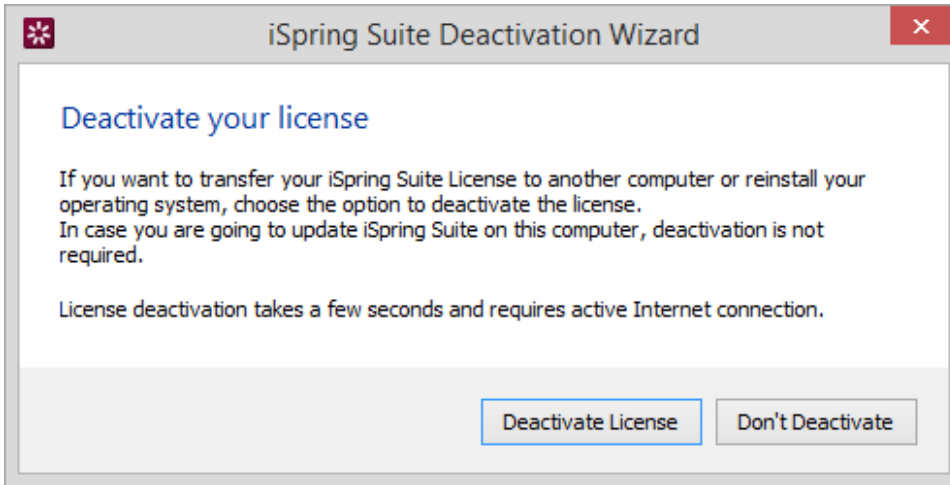 iSpring Suite Deactivation Wizard
Deactivate your license
If you want to transfer your iSpring Suite License to another computer or reinstall your
operating system, choose the option to deactivate the license.
In case you are going to update iSpring Suite on this computer, deactivation is not
required.
License deactivation takes a few seconds and requires active Internet connection.
Deactivate License
Don't Deactivate